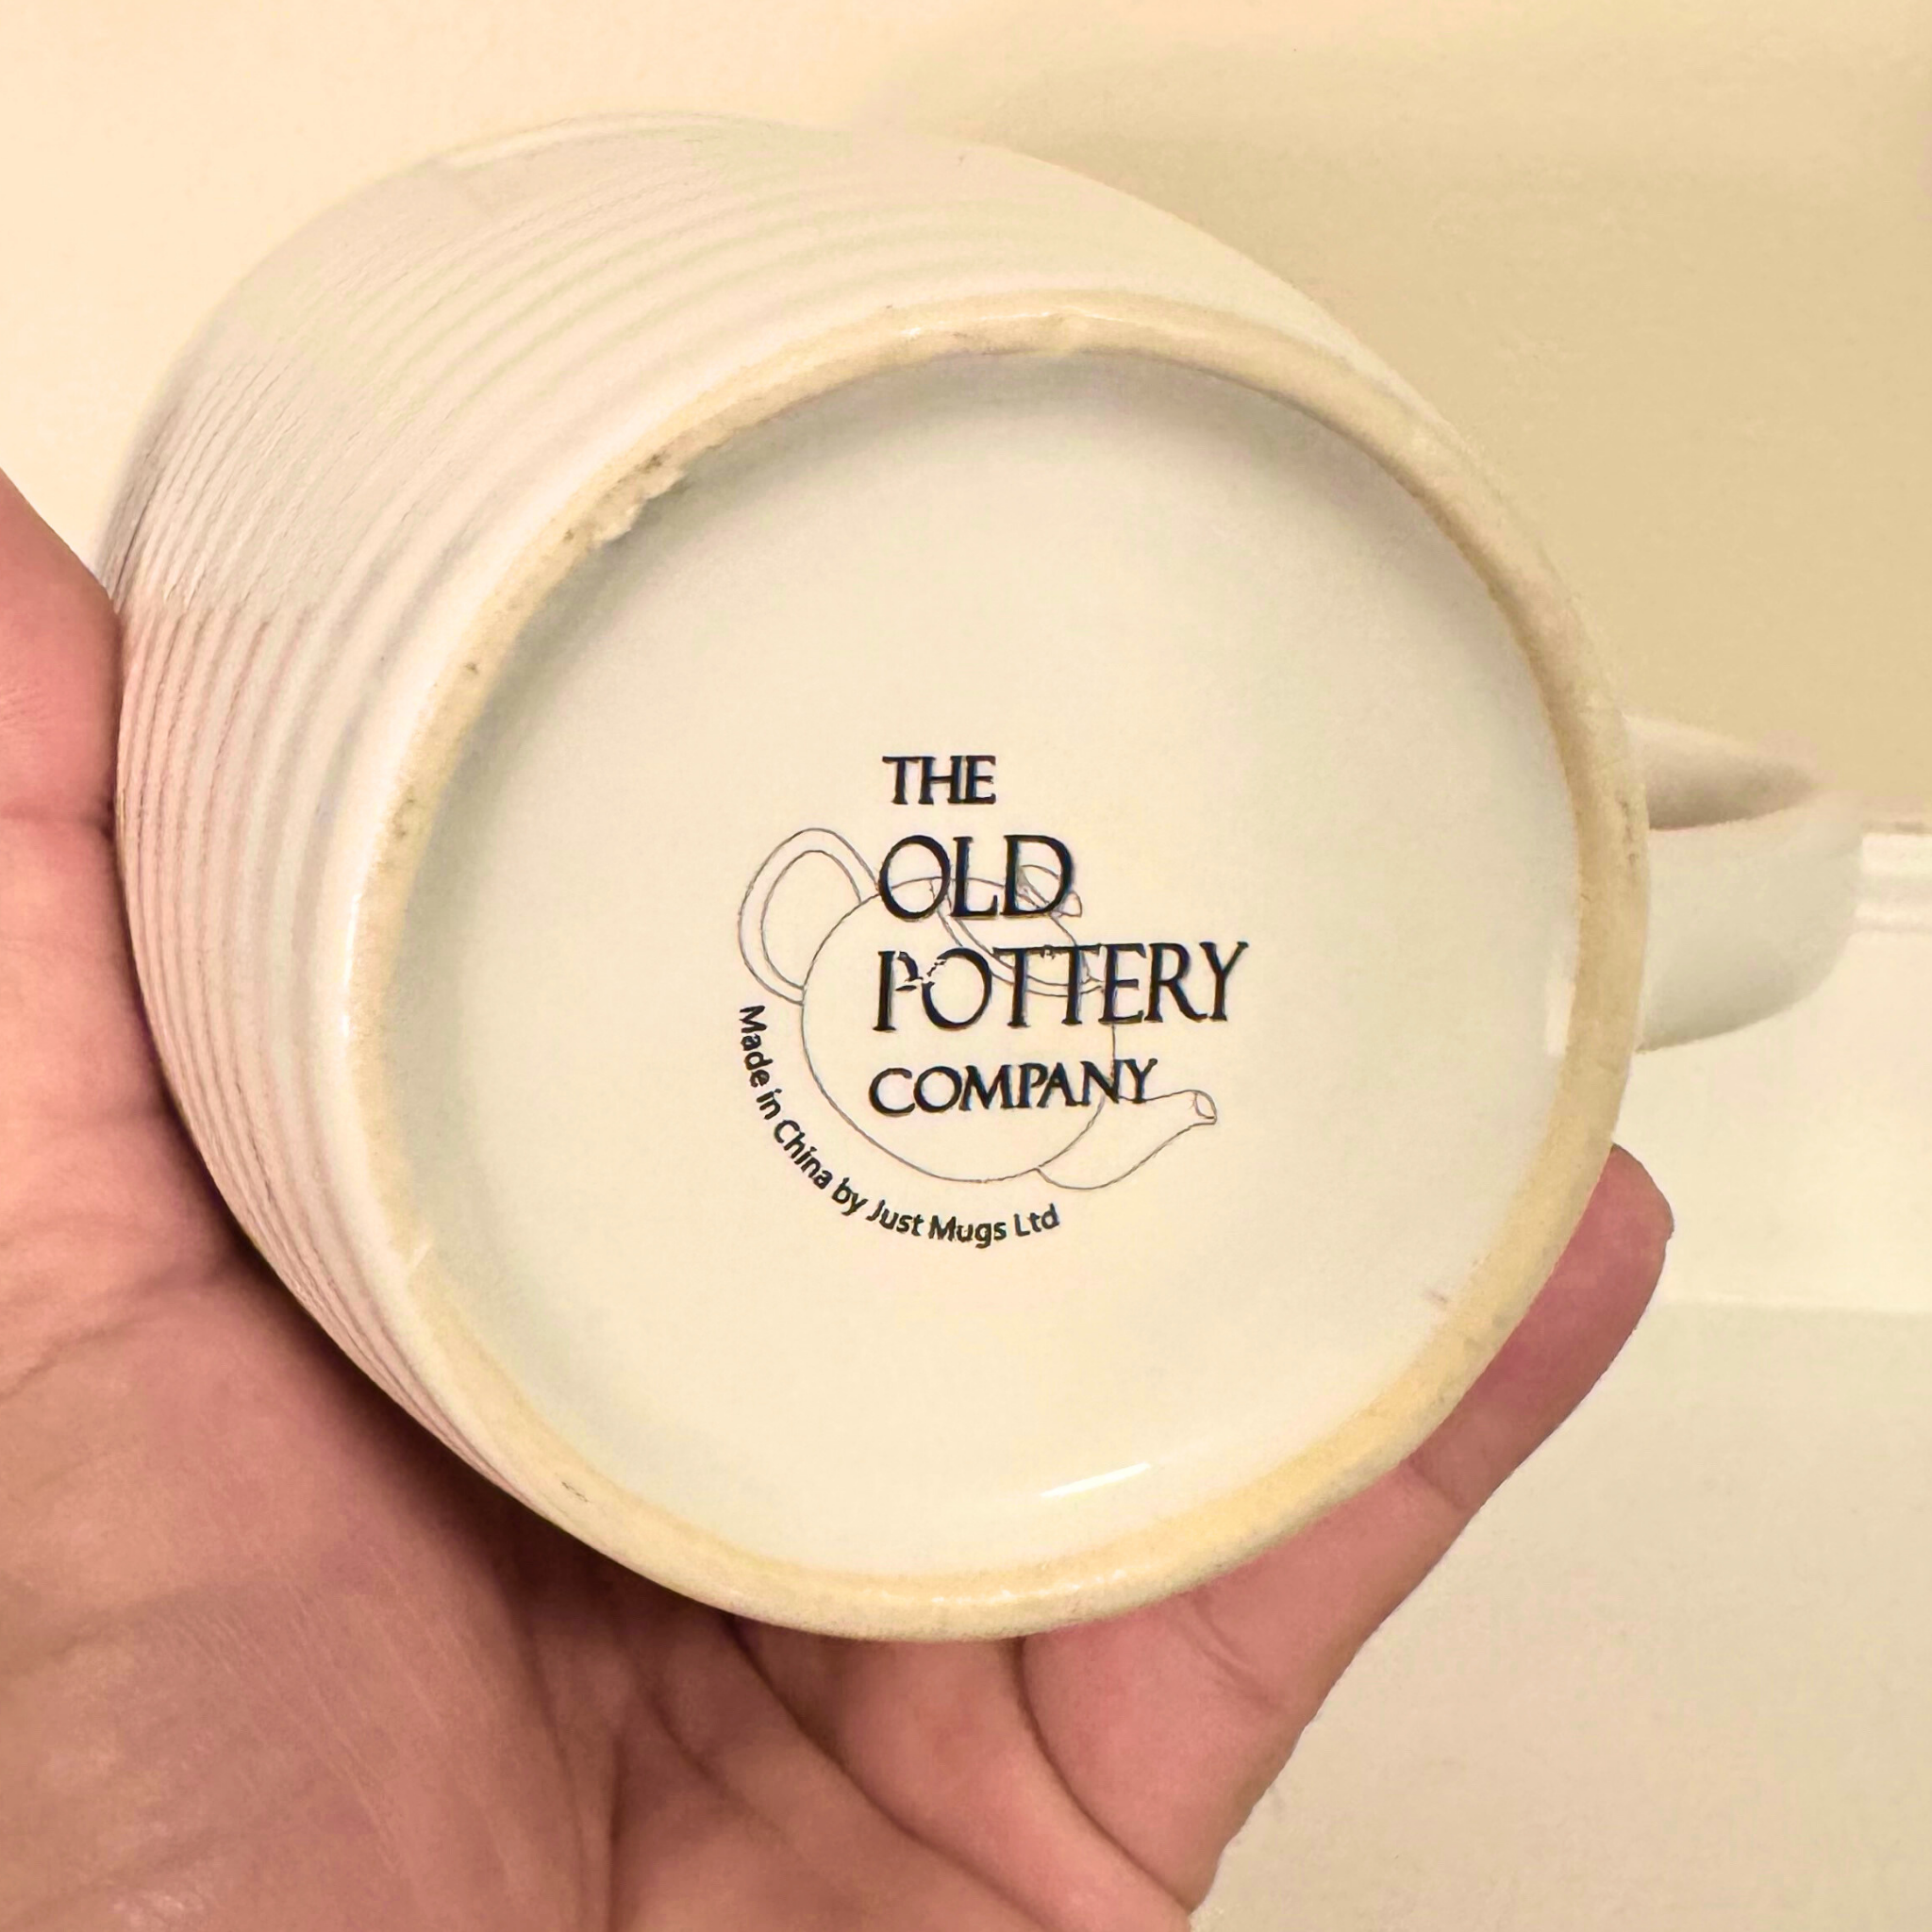 THE
OLD
POTTERY
COMPANY
Made in China by Just Mugs Ltd